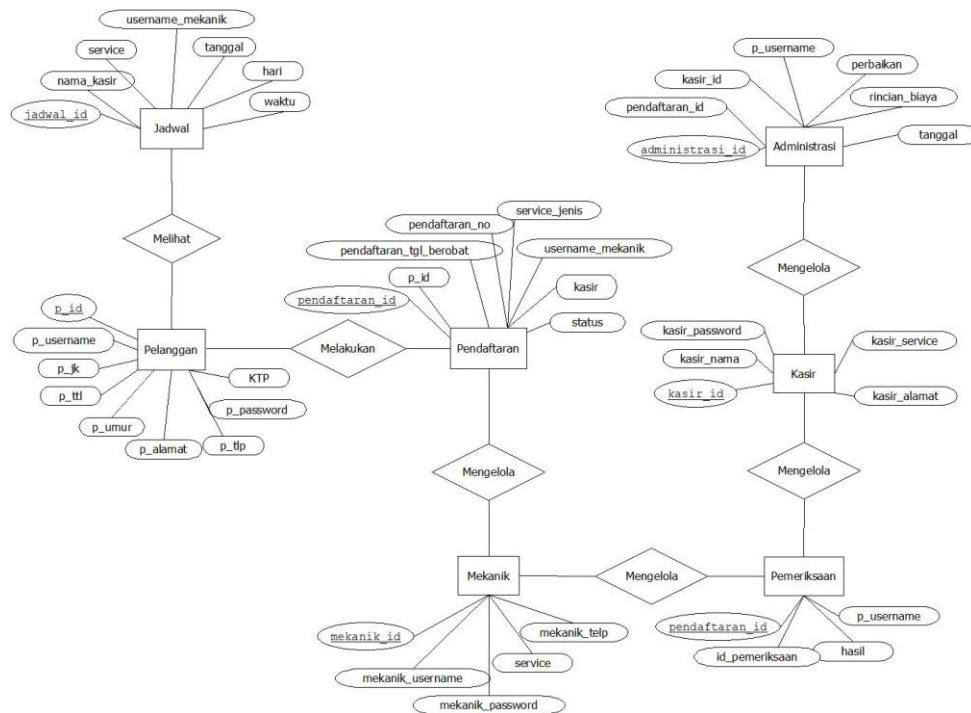 username_mekanik
service
tanggal
nama_kasir
hari
jadwal_id
waktu
Jadwal
p_username
kasir_id
perbaikan
pendaftaran_id
rincian_biaya
administrasi_id
Administrasi
tanggal
Melihat
service_jenis
pendaftaran_no
pendaftaran_tgl_berobat
username_mekanik
p_id
kasir
pendaftaran_id
status
Mengelola
p_id
p_username
Pelanggan
Melakukan
Pendaftaran
p_jk
KTP
p_ttl
p_password
p_umur
p_alamat
p_tlp
kasir_password
kasir_service
kasir_nama
Kasir
kasir_id
kasir_alamat
Mengelola
Mengelola
Mekanik
Mengelola
Pemeriksaan
mekanik_id
mekanik_telp
mekanik_username
service
mekanik_password
pendaftaran_id
p_username
id_pemeriksaan
hasil